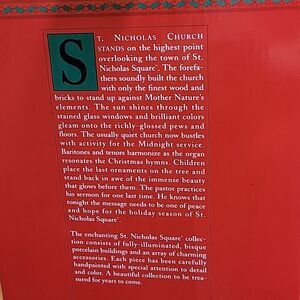 ST. NICHOLAS CHURCH
STANDS on the highest point
overlooking the town of St.
Nicholas Square®. The forefa-
thers soundly built the church
with only the finest wood and
bricks to stand up against Mother Nature's
elements. The sun shines through the
stained glass windows and brilliant colors
gleam onto the richly-glossed pews and
floors. The usually quiet church now bustles
with activity for the Midnight service.
Baritones and tenors harmonize as the organ
resonates the Christmas hymns. Children
place the last ornaments on the tree and
stand back in awe of the immense beauty
that glows before them. The pastor practices
his sermon for one last time. He knows that
tonight the message needs to be one of peace
and hope for the holiday season of St.
Nicholas Square®.
The enchanting St. Nicholas Square® collec-
tion consists of fully-illuminated, bisque
porcelain buildings and an array of charming
accessories. Each piece has been carefully
handpainted with special attention to detail
and color. A beautiful collection to be trea-
sured for years to come.